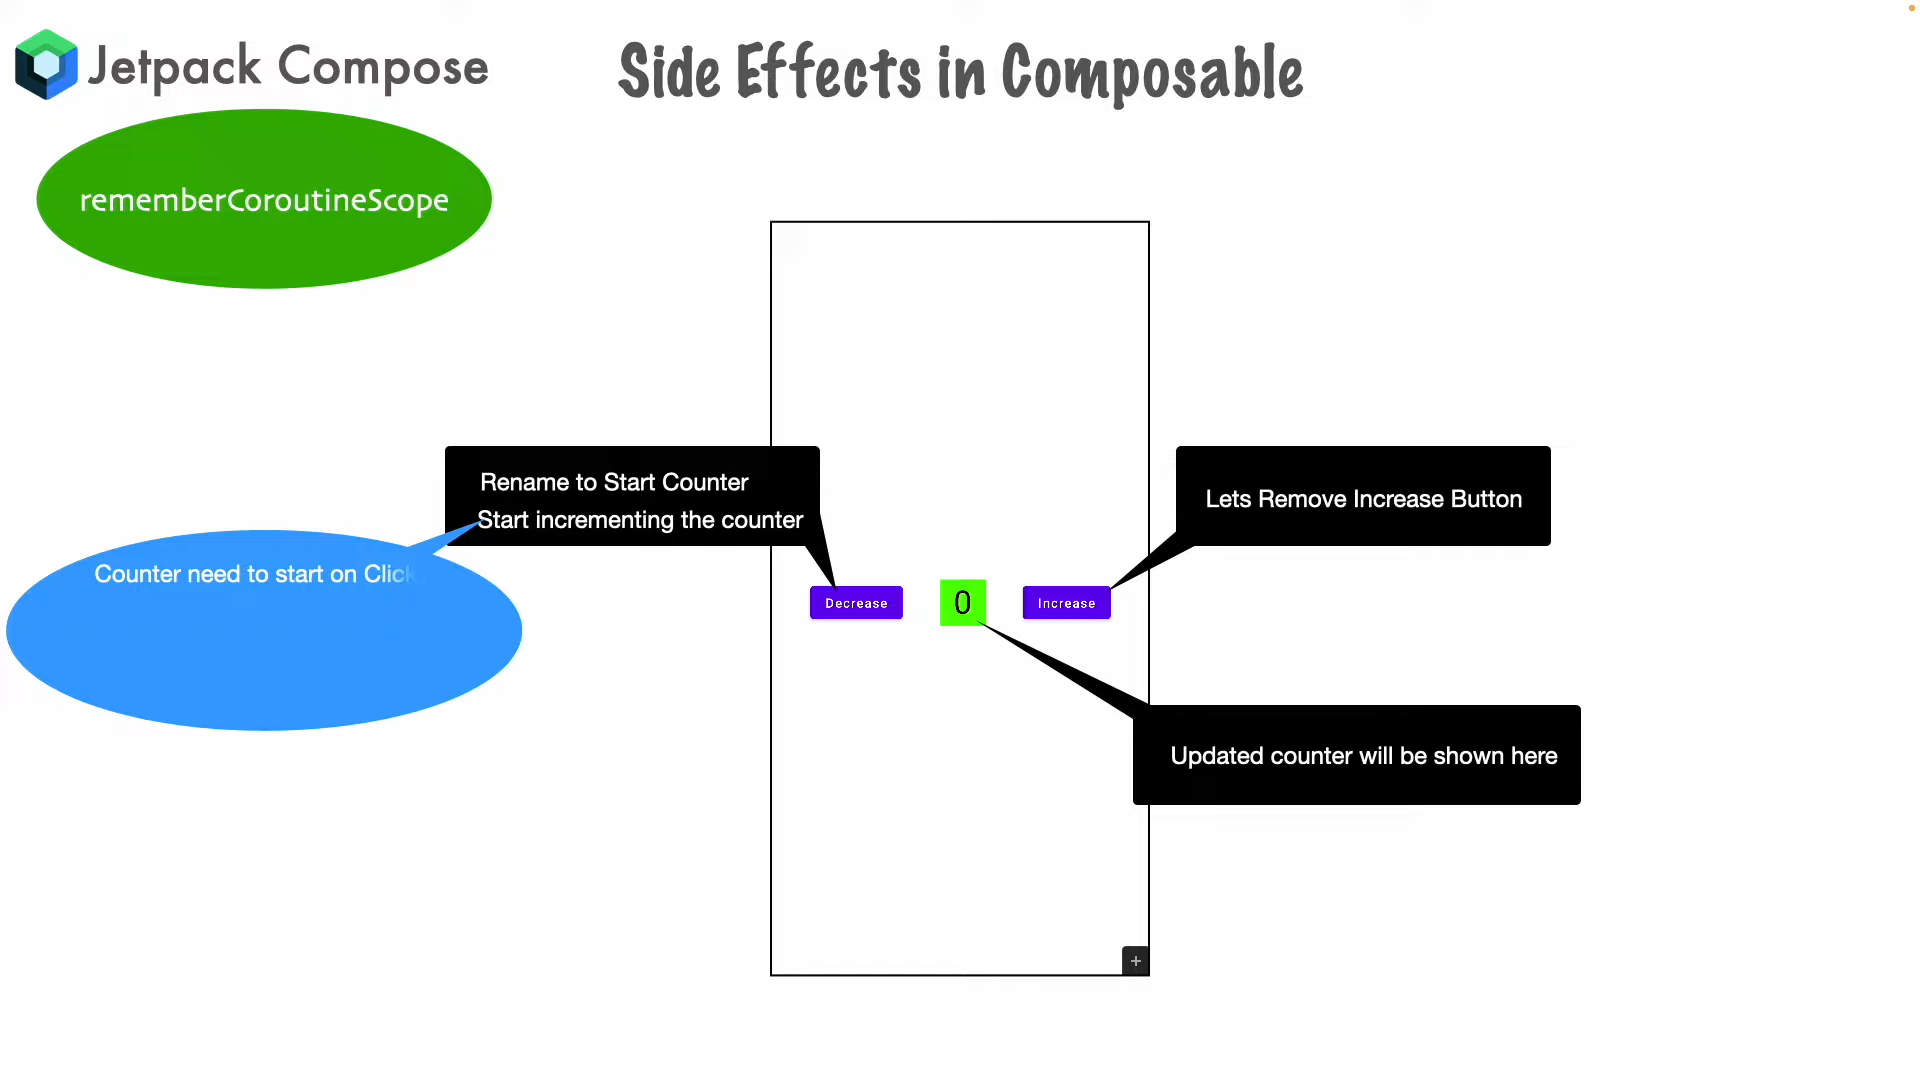 Jetpack Compose
Side Effects in Composable
rememberCoroutineScope
Rename to Start Counter
Start incrementing the counter
Lets Remove Increase Button
Counter need to start on Click
Decrease
0
Increase
Updated counter will be shown here
+